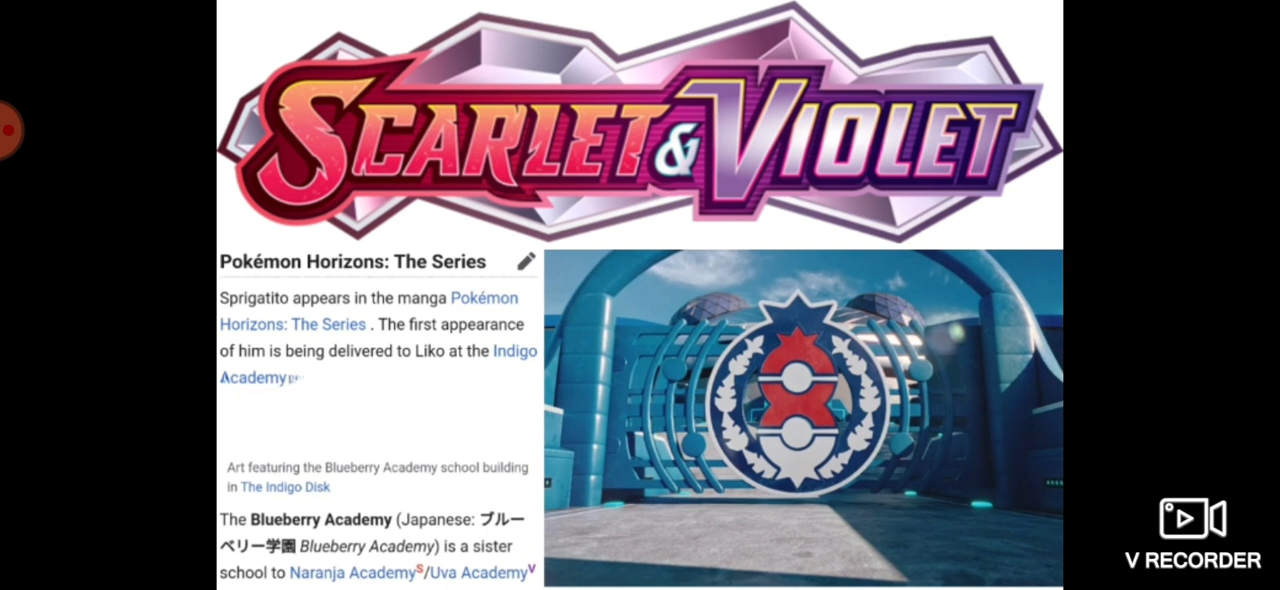 SCARLET & VIOLET
Pokémon Horizons: The Series
Sprigatito appears in the manga Pokémon
Horizons: The Series . The first appearance
of him is being delivered to Liko at the Indigo
Academy
Art featuring the Blueberry Academy school building
in The Indigo Disk
The Blueberry Academy (Japanese: ブルー
ベリー学園 Blueberry Academy) is a sister
school to Naranja Academyˢ/Uva Academyⱽ
V RECORDER